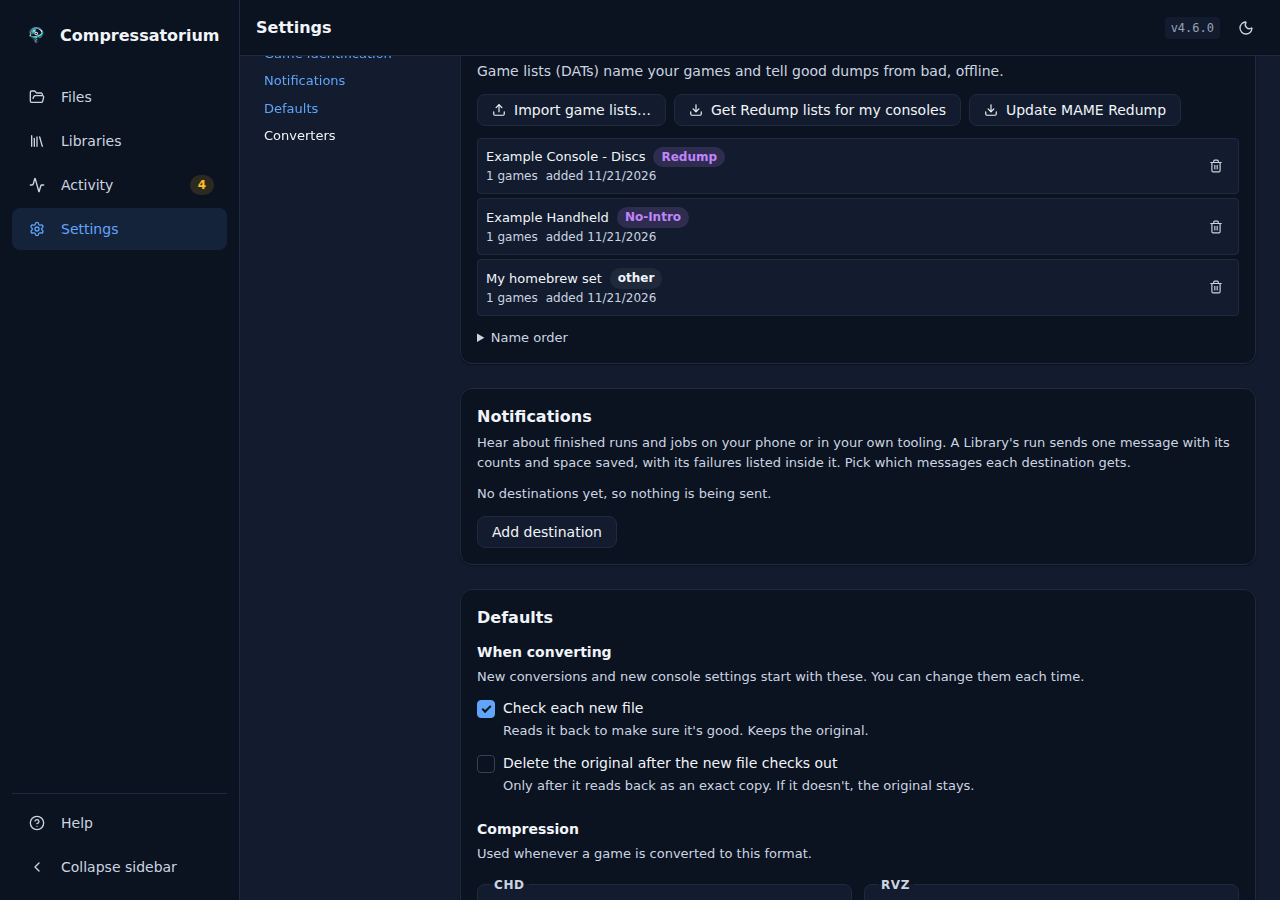 Compressatorium
Files
Libraries
Activity
4
Settings
Help
Collapse sidebar
Settings
v4.6.0
Game identification
Notifications
Defaults
Converters
Game lists (DATs) name your games and tell good dumps from bad, offline.
Import game lists...
Get Redump lists for my consoles
Update MAME Redump
Example Console - Discs Redump
1 games added 11/21/2026
Example Handheld No-Intro
1 games added 11/21/2026
My homebrew set other
1 games added 11/21/2026
Name order
Notifications
Hear about finished runs and jobs on your phone or in your own tooling. A Library's run sends one message with its
counts and space saved, with its failures listed inside it. Pick which messages each destination gets.
No destinations yet, so nothing is being sent.
Add destination
Defaults
When converting
New conversions and new console settings start with these. You can change them each time.
Check each new file
Reads it back to make sure it's good. Keeps the original.
Delete the original after the new file checks out
Only after it reads back as an exact copy. If it doesn't, the original stays.
Compression
Used whenever a game is converted to this format.
CHD
RVZ